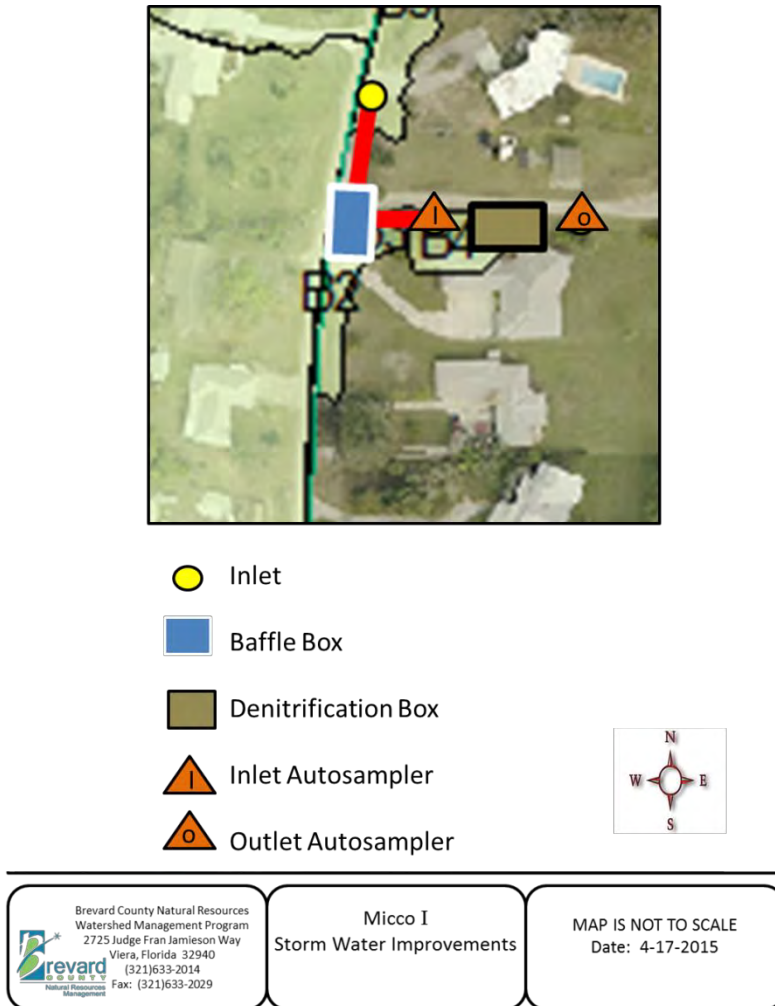 B2
I
O
Inlet
Baffle Box
Denitrification Box
I
Inlet Autosampler
O
Outlet Autosampler
N
W E
S
Brevard County Natural Resources
Watershed Management Program
2725 Judge Fran Jamieson Way
Viera, Florida 32940
(321)633-2014
Fax: (321)633-2029
Brevard
COUNTY
Natural Resources
Management
Micco I
Storm Water Improvements
MAP IS NOT TO SCALE
Date: 4-17-2015